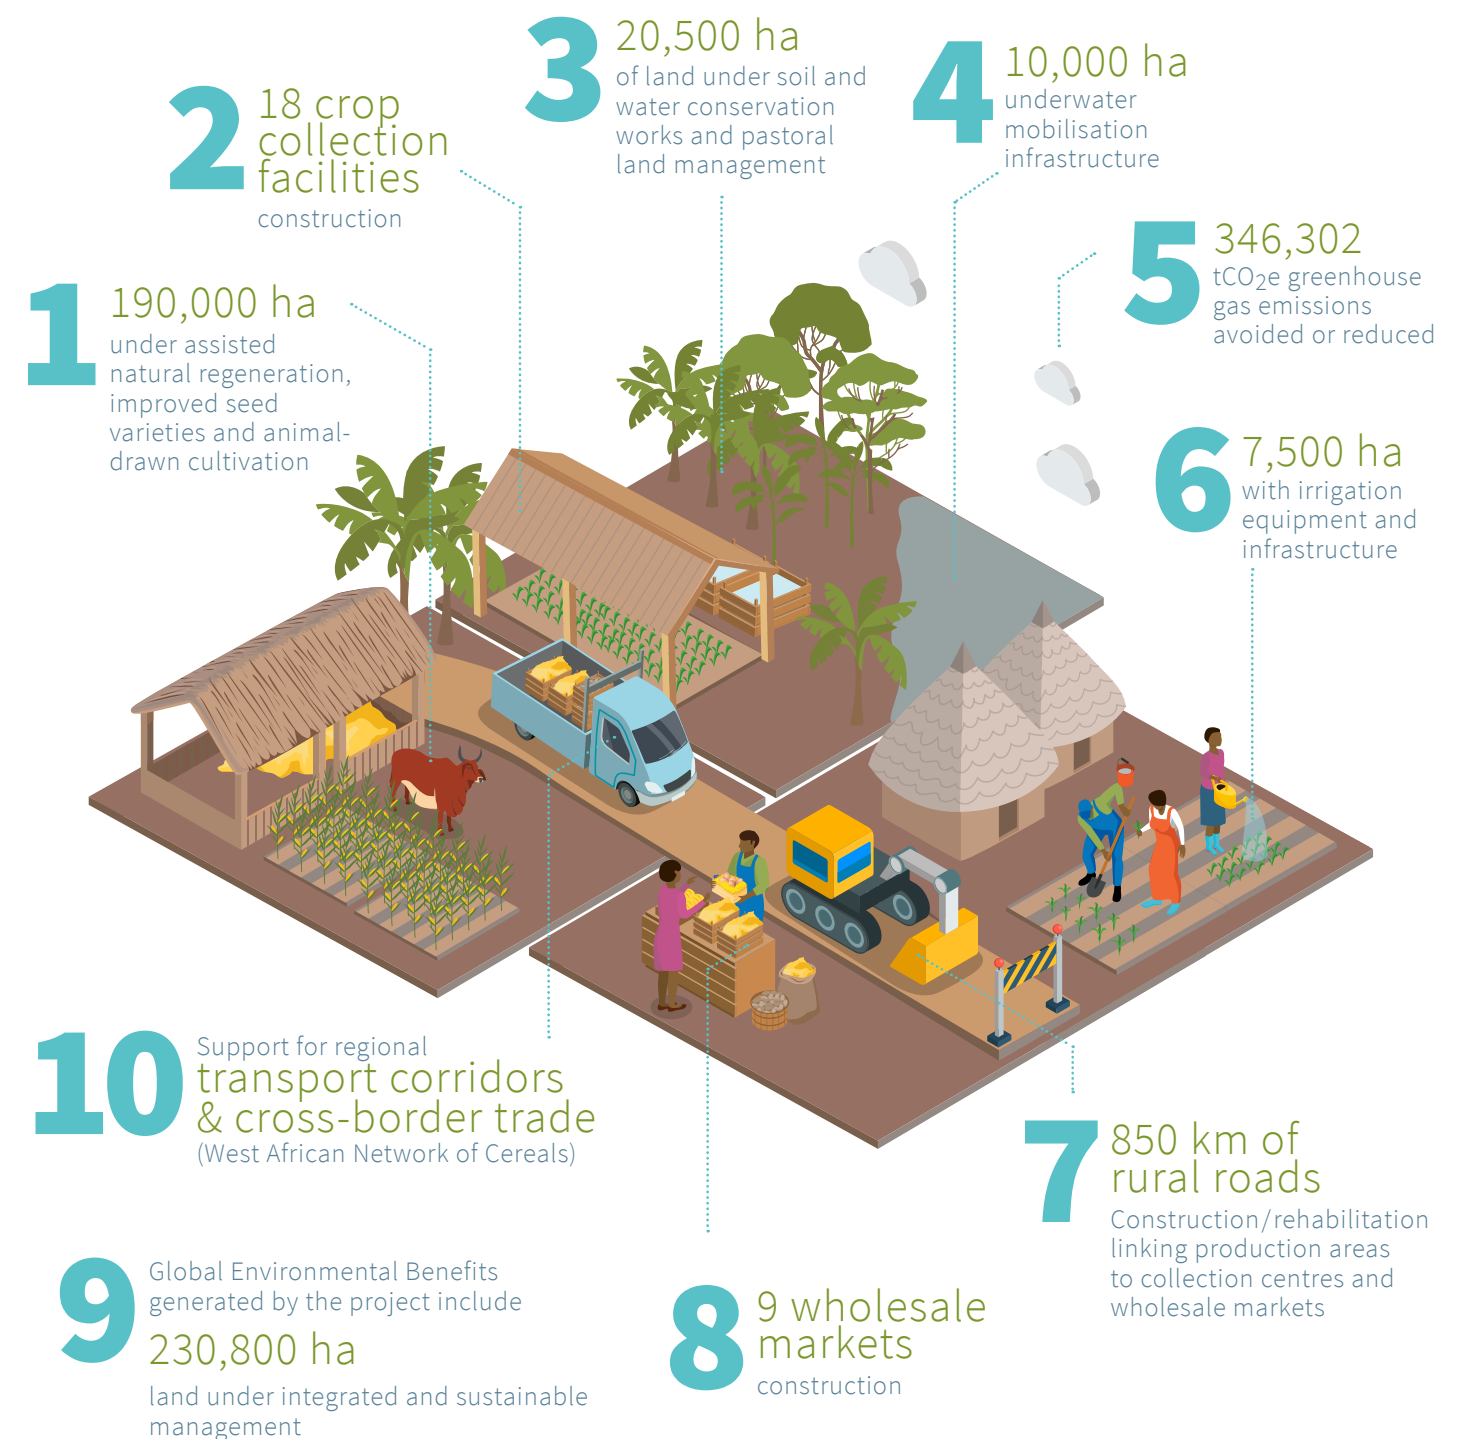 1
190,000 ha
under assisted
natural regeneration,
improved seed
varieties and animal-
drawn cultivation
2
18 crop
collection
facilities
construction
3
20,500 ha
of land under soil and
water conservation
works and pastoral
land management
4
10,000 ha
underwater
mobilisation
infrastructure
5
346,302
tCO2e greenhouse
gas emissions
avoided or reduced
6
7,500 ha
with irrigation
equipment and
infrastructure
7
850 km of
rural roads
Construction/rehabilitation
linking production areas
to collection centres and
wholesale markets
8
9 wholesale
markets
construction
9
Global Environmental Benefits
generated by the project include
230,800 ha
land under integrated and sustainable
management
10
Support for regional
transport corridors
& cross-border trade
(West African Network of Cereals)